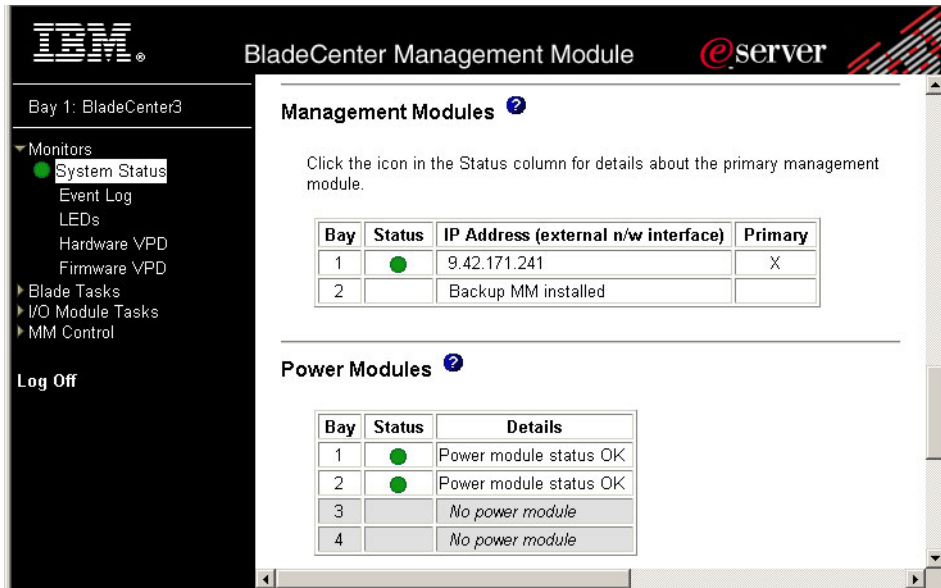 IBM®
BladeCenter Management Module
e server
Bay 1: BladeCenter3
Monitors
System Status
Event Log
LEDs
Hardware VPD
Firmware VPD
Blade Tasks
I/O Module Tasks
MM Control
Log Off
Management Modules ?
Click the icon in the Status column for details about the primary management
module.
Bay Status IP Address (external n/w interface) Primary
1 9.42.171.241 X
2 Backup MM installed
Power Modules ?
Bay Status Details
1 Power module status OK
2 Power module status OK
3 No power module
4 No power module